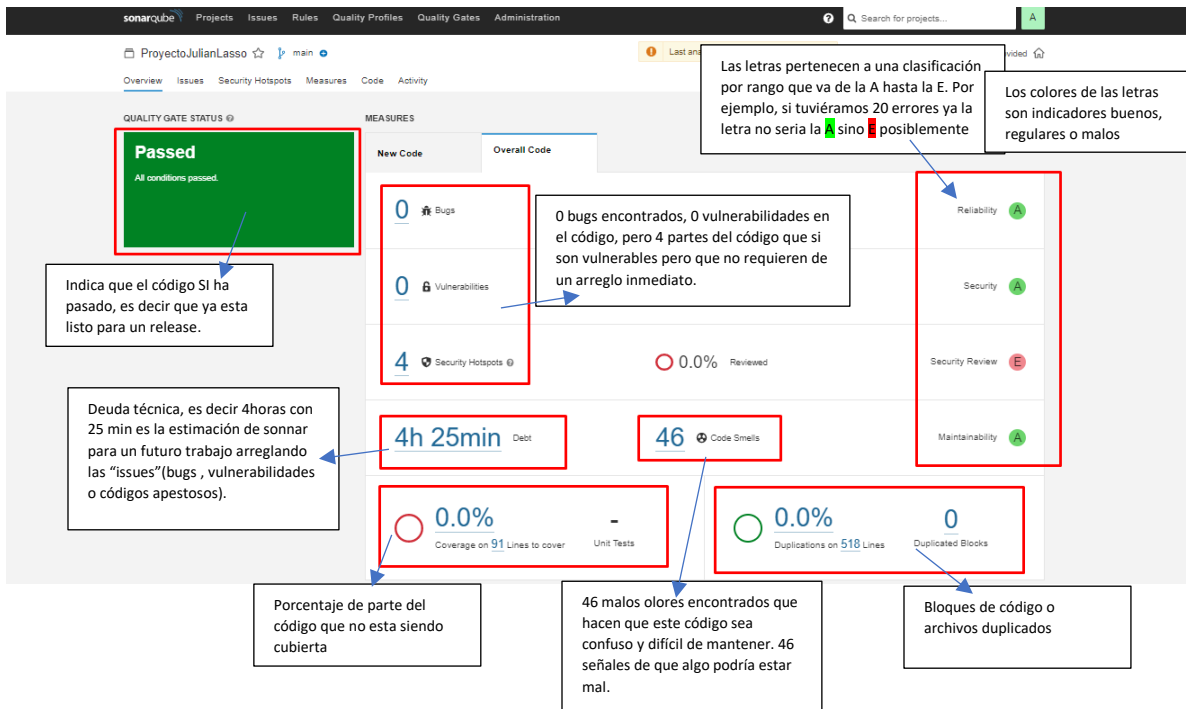 sonarqube Projects Issues Rules Quality Profiles Quality Gates Administration
Search for projects...
A
ProyectoJulianLasso main
Last ana
vided
Overview Issues Security Hotspots Measures Code Activity
Las letras pertenecen a una clasificación
por rango que va de la A hasta la E. Por
ejemplo, si tuviéramos 20 errores ya la
letra no seria la A sino E posiblemente
Los colores de las letras
son indicadores buenos,
regulares o malos
QUALITY GATE STATUS
MEASURES
Passed
All conditions passed.
New Code
Overall Code
0 Bugs
Reliability A
0 bugs encontrados, 0 vulnerabilidades en
el código, pero 4 partes del código que si
son vulnerables pero que no requieren de
un arreglo inmediato.
Indica que el código SI ha
pasado, es decir que ya esta
listo para un release.
0 Vulnerabilities
Security A
4 Security Hotspots
0.0% Reviewed
Security Review E
Deuda técnica, es decir 4horas con
25 min es la estimación de sonnar
para un futuro trabajo arreglando
las “issues”(bugs , vulnerabilidades
o códigos apestosos).
4h 25min Debt
46 Code Smells
Maintainability A
0.0%
Coverage on 91 Lines to cover
-
Unit Tests
0.0%
Duplications on 518 Lines
0
Duplicated Blocks
Porcentaje de parte del
código que no esta siendo
cubierta
46 malos olores encontrados que
hacen que este código sea
confuso y difícil de mantener. 46
señales de que algo podría estar
mal.
Bloques de código o
archivos duplicados